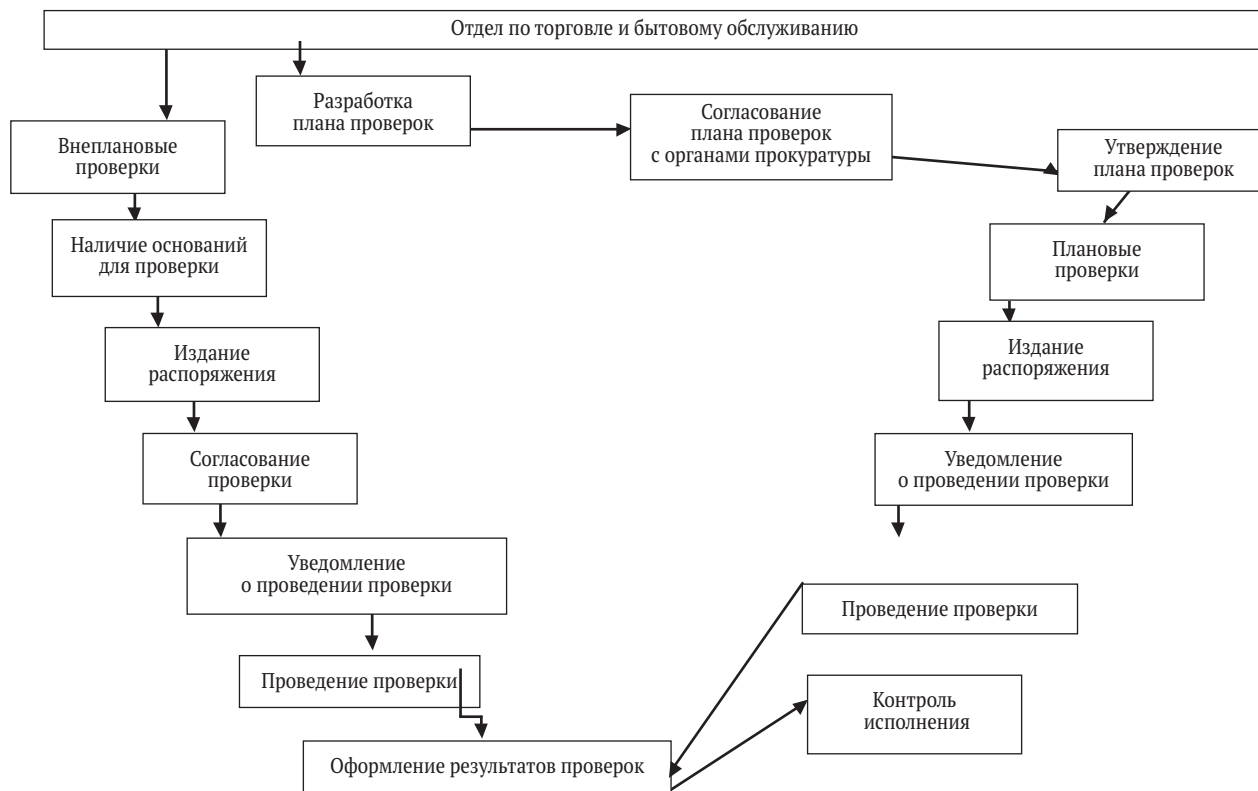 Отдел по торговле и бытовому обслуживанию
Разработка
плана проверок
Согласование
плана проверок
с органами прокуратуры
Утверждение
плана проверок
Внеплановые
проверки
Наличие оснований
для проверки
Плановые
проверки
Издание
распоряжения
Издание
распоряжения
Согласование
проверки
Уведомление
о проведении проверки
Уведомление
о проведении проверки
Проведение проверки
Проведение проверки
Контроль
исполнения
Оформление результатов проверок